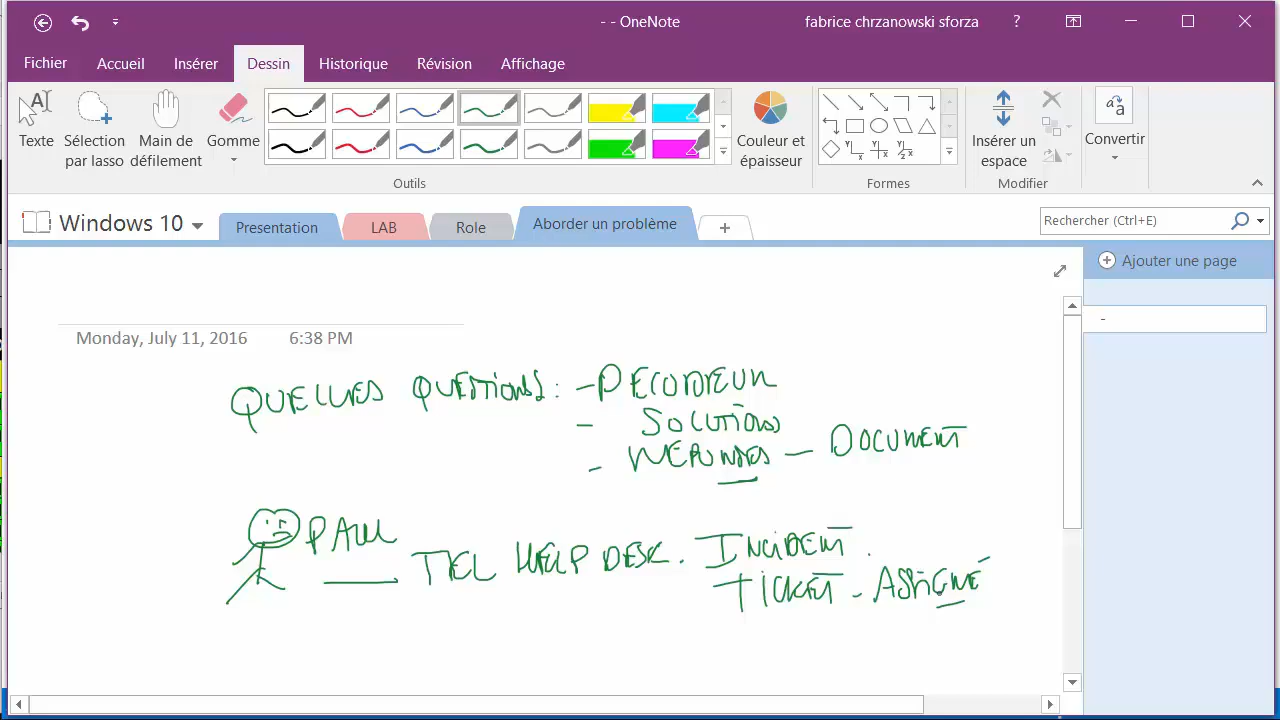 - - OneNote
fabrice chrzanowski sforza
?
Fichier Accueil Insérer Dessin Historique Révision Affichage
Texte
Sélection par lasso
Main de défilement
Gomme
Couleur et épaisseur
Insérer un espace
Convertir
Outils Formes Modifier
Windows 10 Presentation LAB Role Aborder un problème +
Rechercher (Ctrl+E)
Ajouter une page
-
Monday, July 11, 2016 6:38 PM
QUELLES QUESTIONS : -
- SOLUTIONS
- REPONSES - DOCUMENT
PAUL
TEL HELP DESK. INCIDENT.
TICKET - ASSIGNÉ